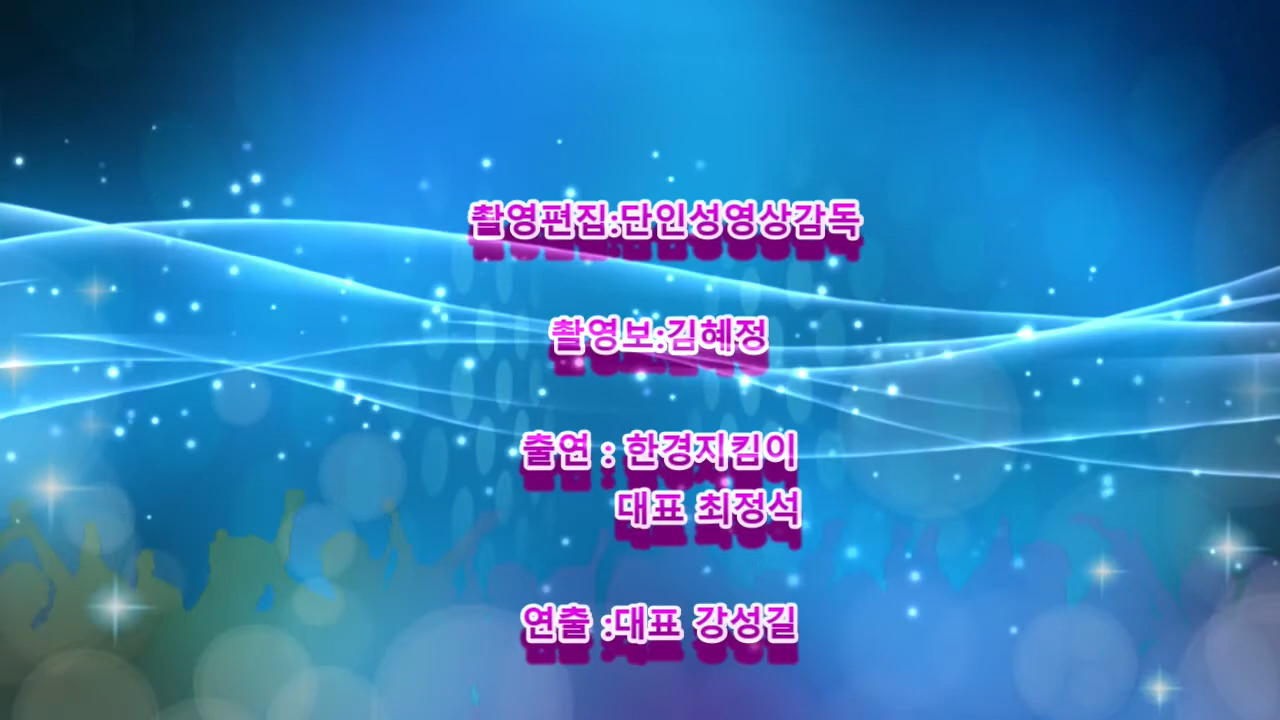 촬영편집:단인성영상감독
촬영보:김혜정
출연 : 한경지킴이
대표 최정석
연출 :대표 강성길